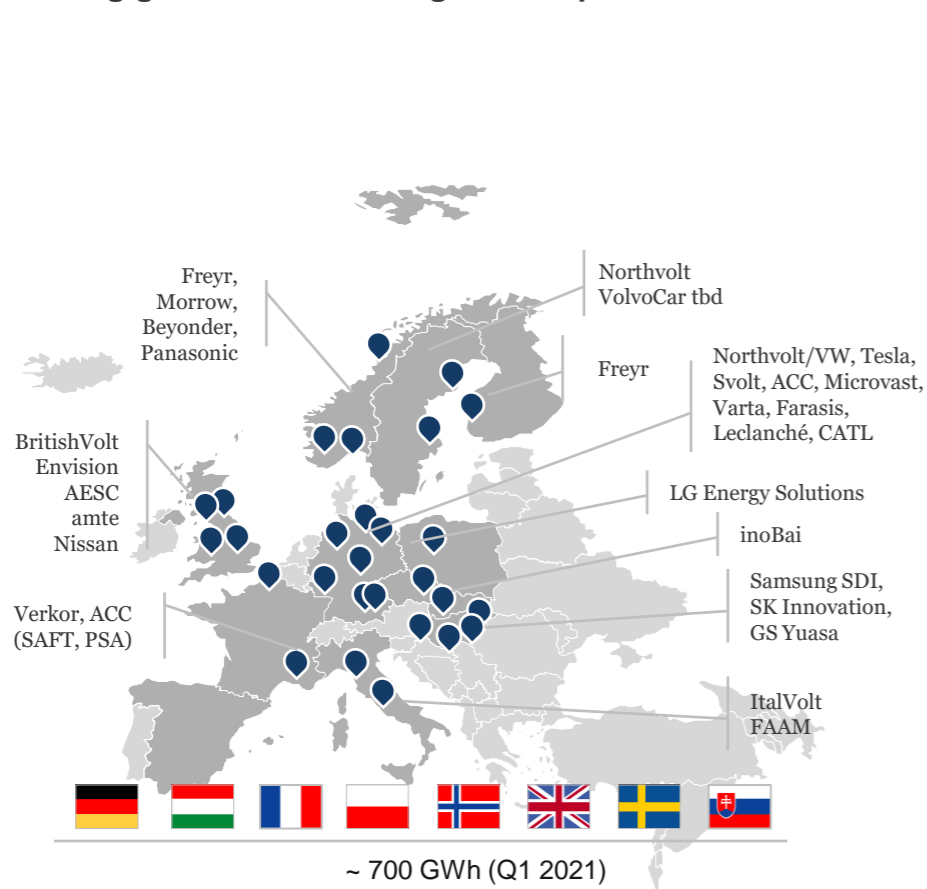 Freyr,
Morrow,
Beyonder,
Panasonic
Northvolt
VolvoCar tbd
Freyr
Northvolt/VW, Tesla,
Svolt, ACC, Microvast,
Varta, Farasis,
Leclanché, CATL
BritishVolt
Envision
AESC
amte
Nissan
LG Energy Solutions
inoBai
Samsung SDI,
SK Innovation,
GS Yuasa
Verkor, ACC
(SAFT, PSA)
ItalVolt
FAAM
~ 700 GWh (Q1 2021)